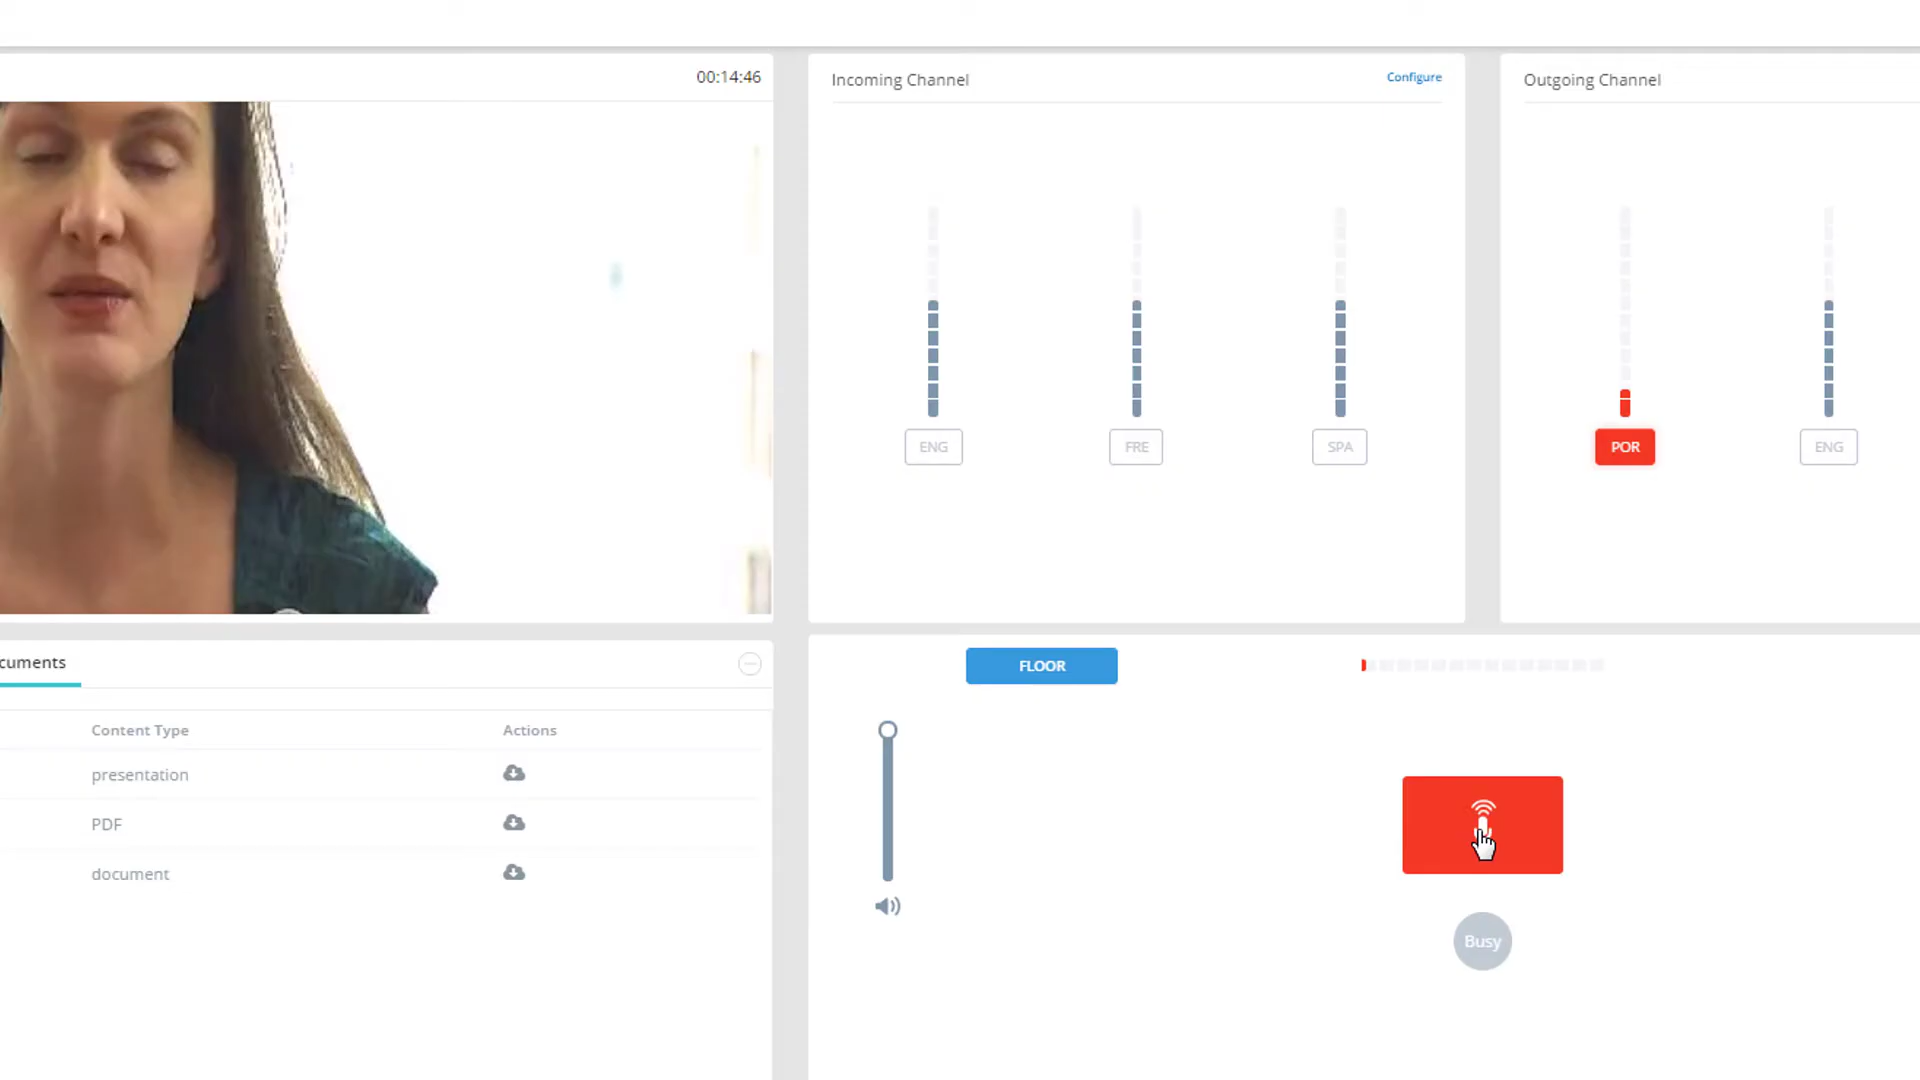 00:14:46
Incoming Channel
Configure
Outgoing Channel
ENG
FRE
SPA
POR
ENG
cuments
FLOOR
Content Type
Actions
presentation
PDF
document
Busy